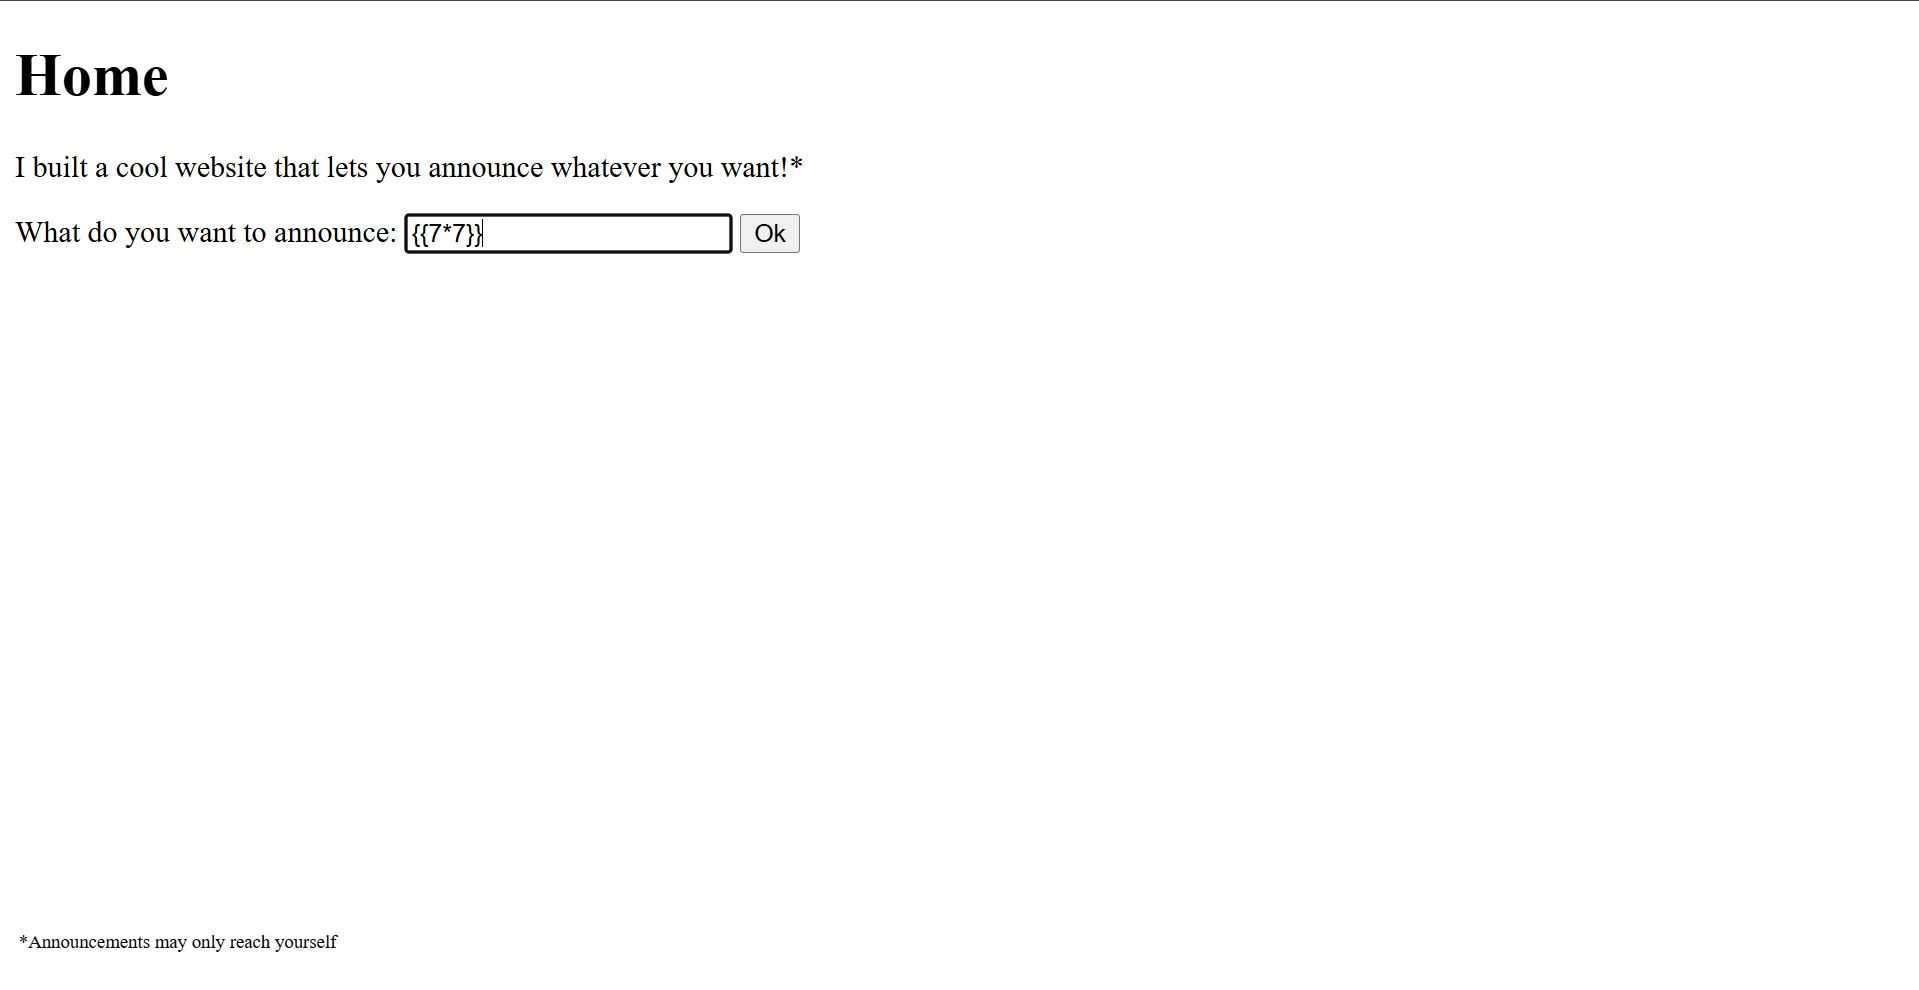 Home
I built a cool website that lets you announce whatever you want!*
What do you want to announce: {{7*7}} Ok
*Announcements may only reach yourself